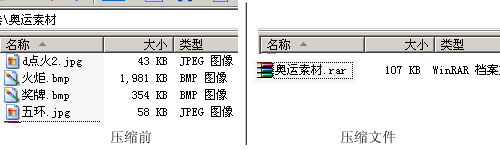 \奥运素材
名称 大小 类型
d点火2.jpg 43 KB JPEG 图像
火炬.bmp 1,981 KB BMP 图像
奖牌.bmp 354 KB BMP 图像
五环.jpg 58 KB JPEG 图像
压缩前
名称 大小 类型
奥运素材.rar 107 KB WinRAR 档案
压缩文件